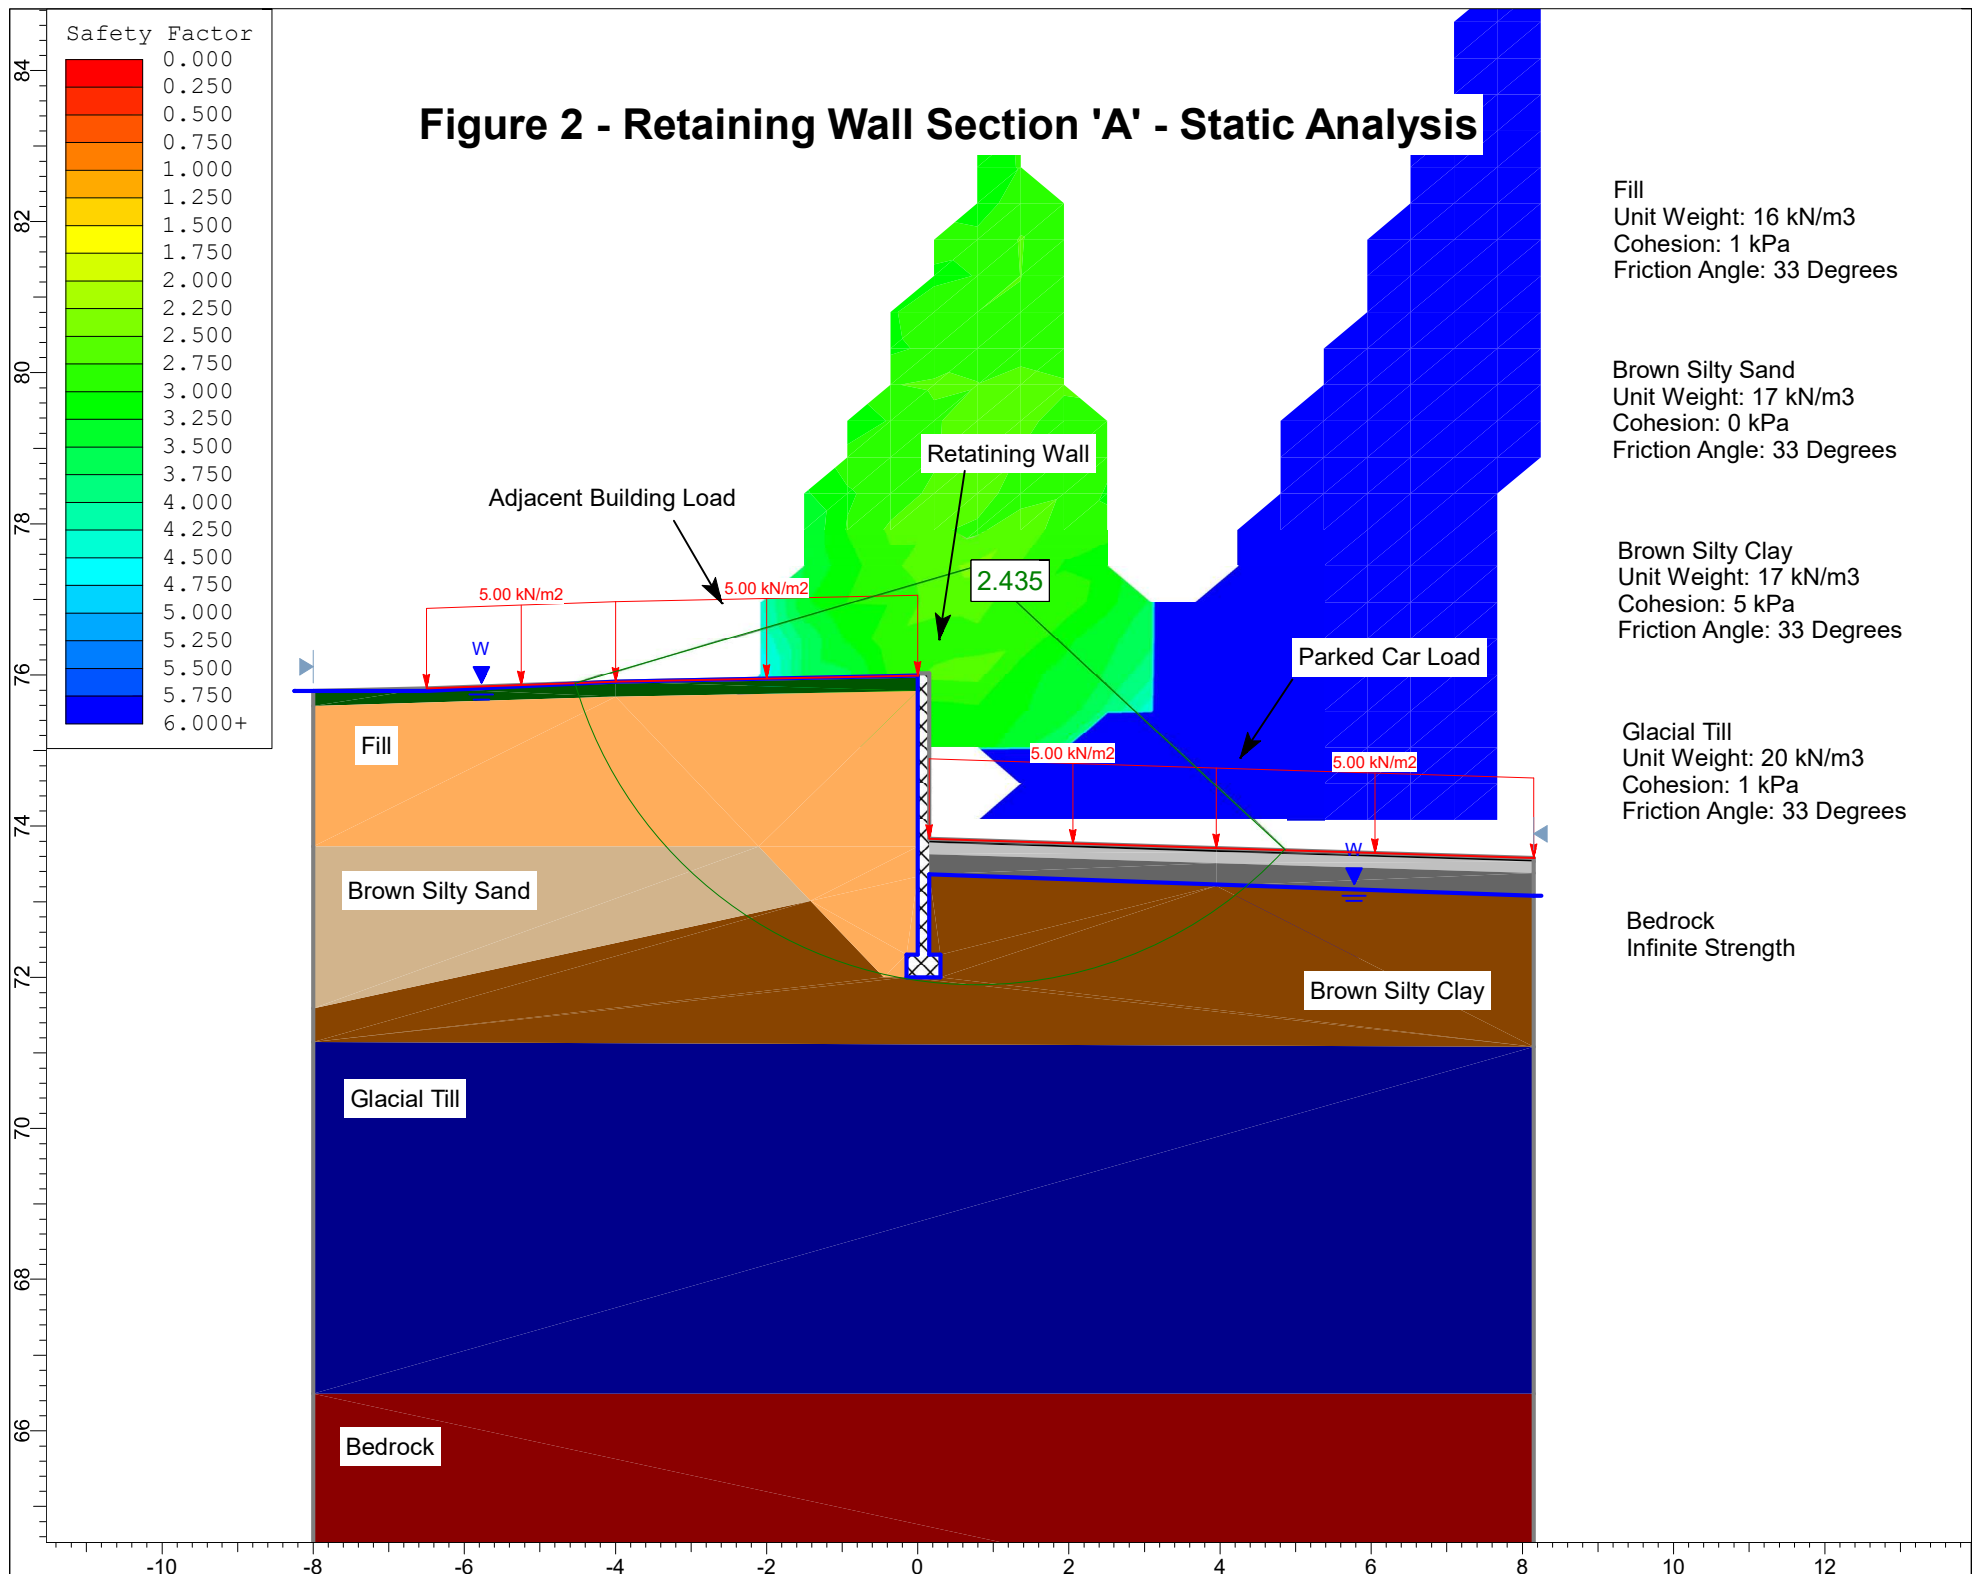 Safety Factor
0.000
0.250
0.500
0.750
1.000
1.250
1.500
1.750
2.000
2.250
2.500
2.750
3.000
3.250
3.500
3.750
4.000
4.250
4.500
4.750
5.000
5.250
5.500
5.750
6.000+
Figure 2 - Retaining Wall Section 'A' - Static Analysis
Fill
Unit Weight: 16 kN/m3
Cohesion: 1 kPa
Friction Angle: 33 Degrees
Brown Silty Sand
Unit Weight: 17 kN/m3
Cohesion: 0 kPa
Friction Angle: 33 Degrees
Brown Silty Clay
Unit Weight: 17 kN/m3
Cohesion: 5 kPa
Friction Angle: 33 Degrees
Glacial Till
Unit Weight: 20 kN/m3
Cohesion: 1 kPa
Friction Angle: 33 Degrees
Bedrock
Infinite Strength
Retatining Wall
Adjacent Building Load
2.435
5.00 kN/m2
5.00 kN/m2
W
Parked Car Load
5.00 kN/m2
5.00 kN/m2
W
Fill
Brown Silty Sand
Brown Silty Clay
Glacial Till
Bedrock
84
82
80
78
76
74
72
70
68
66
-10
-8
-6
-4
-2
0
2
4
6
8
10
12